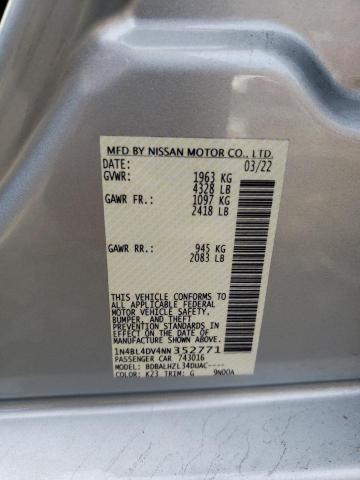 MFD BY NISSAN MOTOR CO., LTD.
DATE: 03/22
GVWR: 1963 KG
4328 LB
GAWR FR.: 1097 KG
2418 LB
GAWR RR.: 945 KG
2083 LB
THIS VEHICLE CONFORMS TO ALL
APPLICABLE FEDERAL MOTOR VEHICLE SAFETY,
BUMPER, AND THEFT
PREVENTION STANDARDS IN EFFECT ON THE
DATE OF MANUFACTURE SHOWN ABOVE.
1N4BL4DV4NN352771
PASSENGER CAR 743016
MODEL: BDBALHZL34DUAC----
COLOR: K23 TRIM: G 9N00A